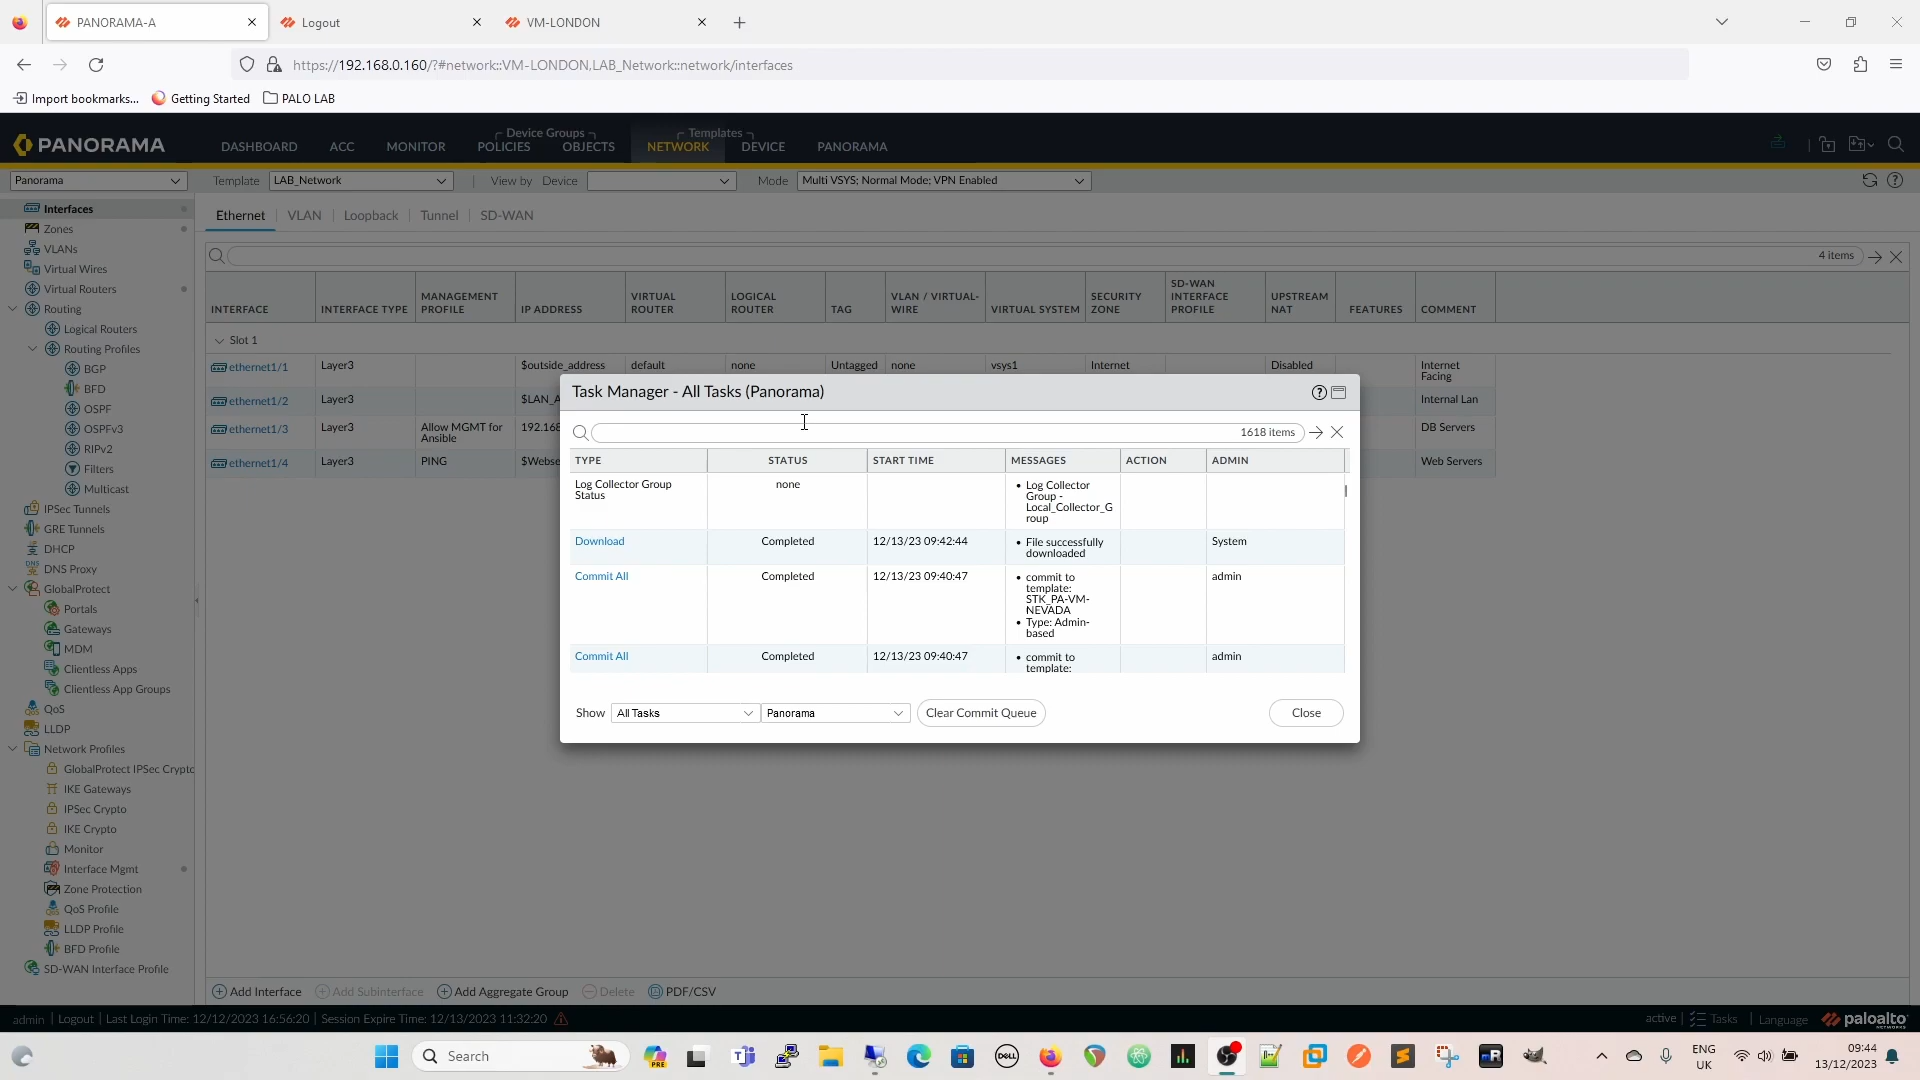 PANORAMA-A
Logout
VM-LONDON
https://192.168.0.160/?#network::VM-LONDON,LAB_Network::network/interfaces
Import bookmarks...
Getting Started
PALO LAB
PANORAMA
DASHBOARD
ACC
MONITOR
Device Groups
POLICIES
OBJECTS
Templates
NETWORK
DEVICE
PANORAMA
Panorama
Template
LAB_Network
View by
Device
Mode
Multi VSYS; Normal Mode; VPN Enabled
Interfaces
Zones
VLANs
Virtual Wires
Virtual Routers
Routing
Logical Routers
Routing Profiles
BGP
BFD
OSPF
OSPFv3
RIPv2
Filters
Multicast
IPSec Tunnels
GRE Tunnels
DHCP
DNS Proxy
GlobalProtect
Portals
Gateways
MDM
Clientless Apps
Clientless App Groups
QoS
LLDP
Network Profiles
GlobalProtect IPSec Crypto
IKE Gateways
IPSec Crypto
IKE Crypto
Monitor
Interface Mgmt
Zone Protection
QoS Profile
LLDP Profile
BFD Profile
SD-WAN Interface Profile
Ethernet
VLAN
Loopback
Tunnel
SD-WAN
4 items
INTERFACE
INTERFACE TYPE
MANAGEMENT
PROFILE
IP ADDRESS
VIRTUAL
ROUTER
LOGICAL
ROUTER
TAG
VLAN / VIRTUAL-
WIRE
VIRTUAL SYSTEM
SECURITY
ZONE
SD-WAN
INTERFACE
PROFILE
UPSTREAM
NAT
FEATURES
COMMENT
Slot 1
ethernet1/1
Layer3
$outside_address
default
none
Untagged
none
vsys1
Internet
Disabled
Internet
Facing
ethernet1/2
Layer3
$LAN_A
Internal Lan
ethernet1/3
Layer3
Allow MGMT for
Ansible
192.168
DB Servers
ethernet1/4
Layer3
PING
$Webse
Web Servers
Task Manager - All Tasks (Panorama)
1618 items
TYPE
STATUS
START TIME
MESSAGES
ACTION
ADMIN
Log Collector Group
Status
none
• Log Collector
Group -
Local_Collector_G
roup
Download
Completed
12/13/23 09:42:44
• File successfully
downloaded
System
Commit All
Completed
12/13/23 09:40:47
• commit to
template:
STK_PA-VM-
NEVADA
• Type: Admin-
based
admin
Commit All
Completed
12/13/23 09:40:47
• commit to
template:
admin
Show
All Tasks
Panorama
Clear Commit Queue
Close
Add Interface
Add Subinterface
Add Aggregate Group
Delete
PDF/CSV
admin | Logout | Last Login Time: 12/12/2023 16:56:20 | Session Expire Time: 12/13/2023 11:32:20
active
Tasks
Language
paloalto
NETWORKS
Search
PRE
DELL
mR
ENG
UK
09:44
13/12/2023